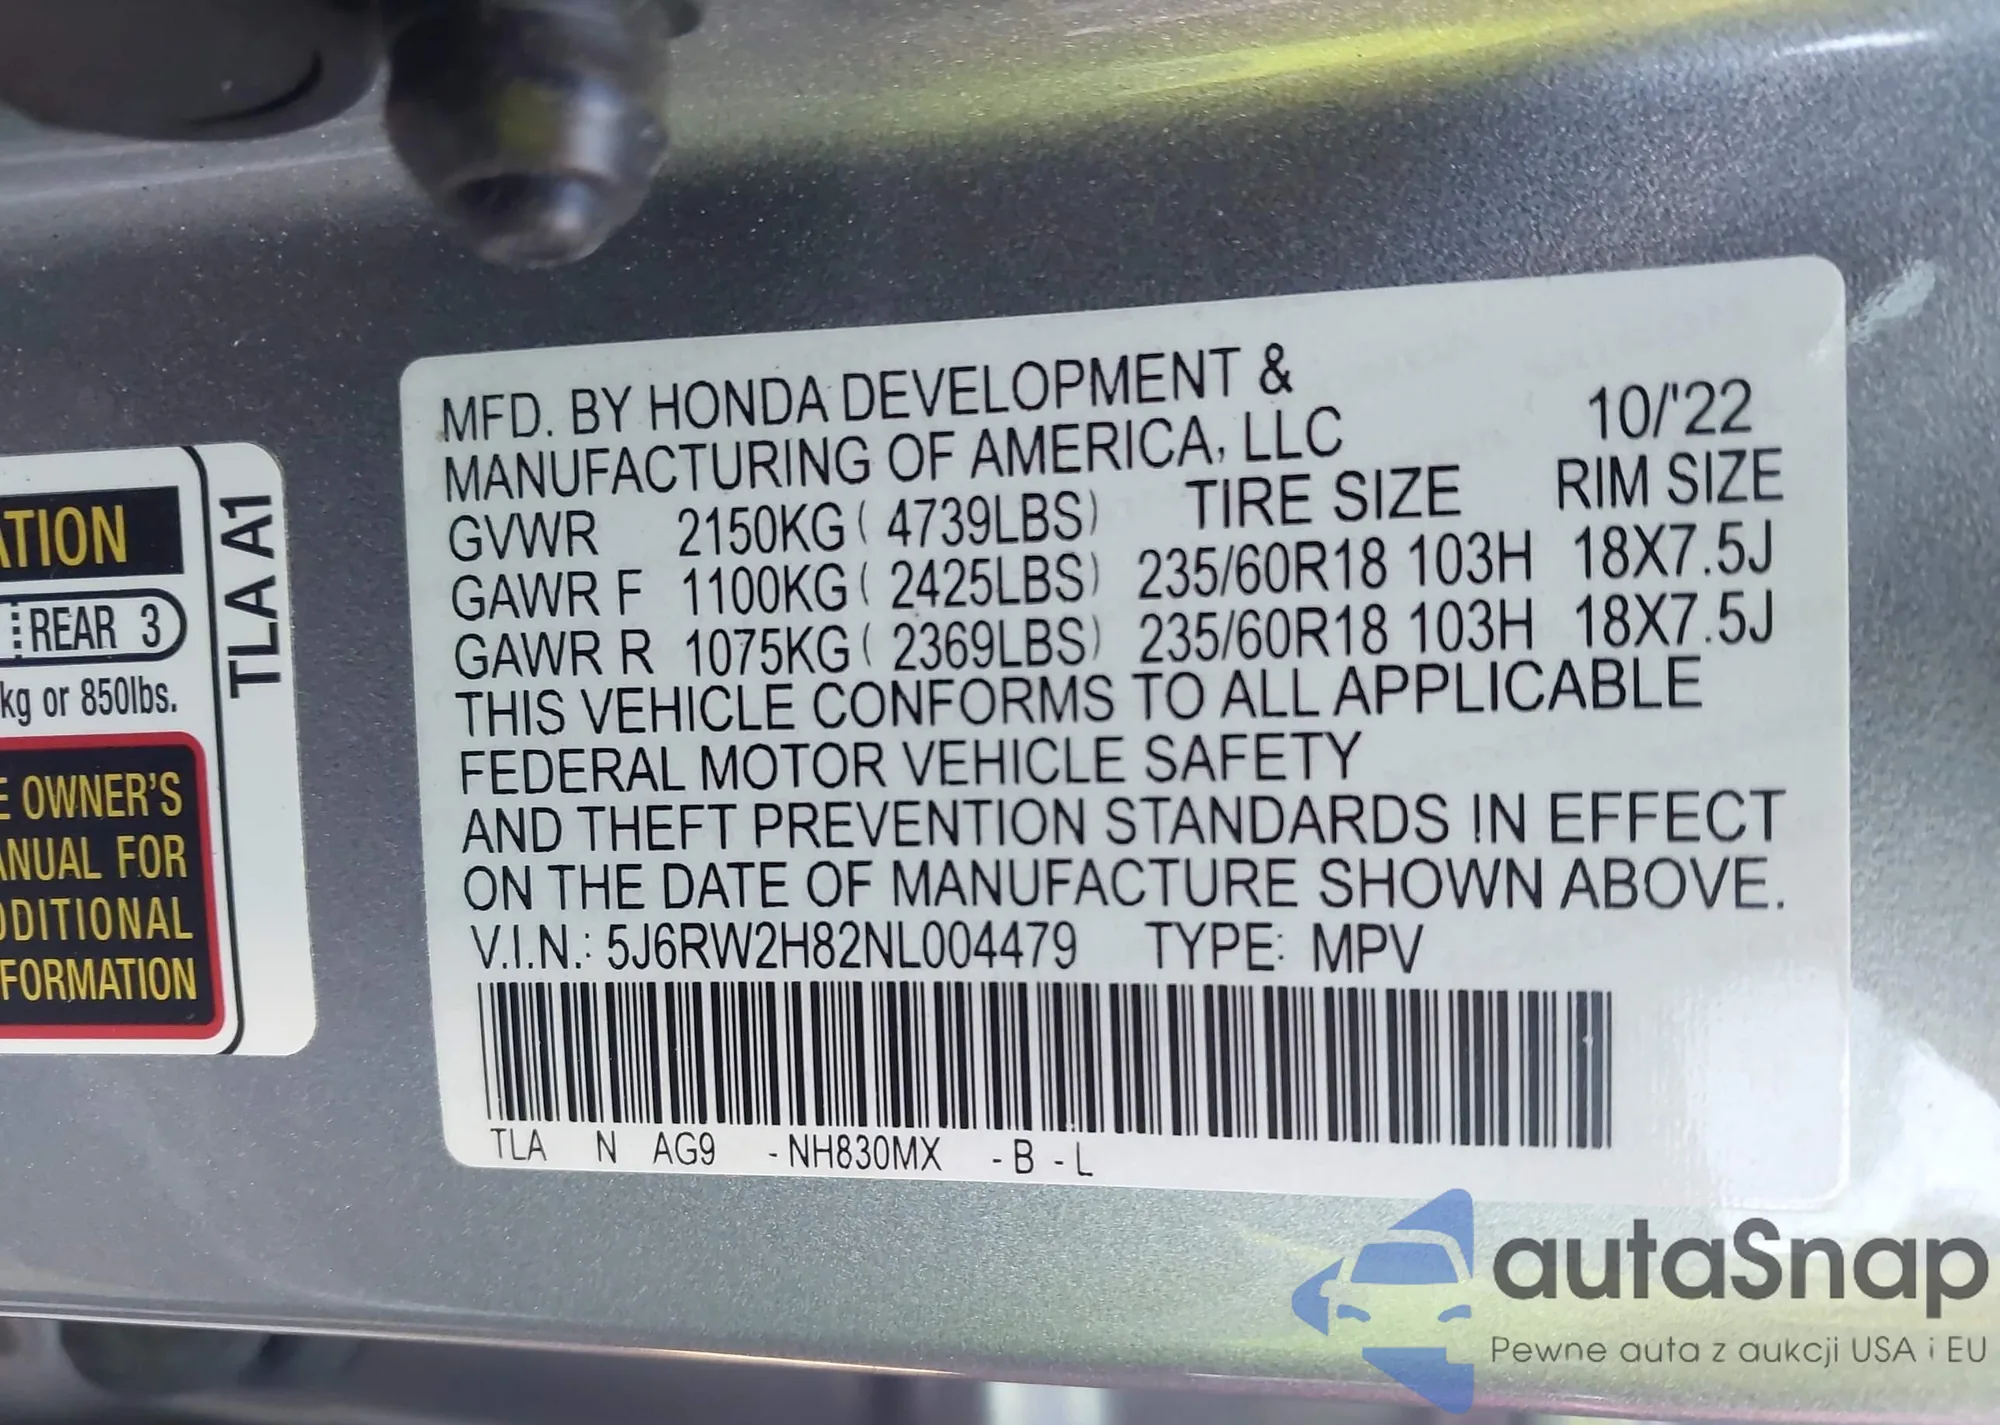 MFD. BY HONDA DEVELOPMENT &
MANUFACTURING OF AMERICA, LLC 10/'22
GVWR 2150KG ( 4739LBS) TIRE SIZE RIM SIZE
GAWR F 1100KG ( 2425LBS) 235/60R18 103H 18X7.5J
GAWR R 1075KG ( 2369LBS) 235/60R18 103H 18X7.5J
THIS VEHICLE CONFORMS TO ALL APPLICABLE
FEDERAL MOTOR VEHICLE SAFETY
AND THEFT PREVENTION STANDARDS IN EFFECT
ON THE DATE OF MANUFACTURE SHOWN ABOVE.
V.I.N.: 5J6RW2H82NL004479 TYPE: MPV
TLA N AG9 -NH830MX -B -L
ATION
REAR 3
kg or 850lbs.
E OWNER'S
ANUAL FOR
DDITIONAL
FORMATION
TLA A1
autaSnap
Pewne auta z aukcji USA i EU